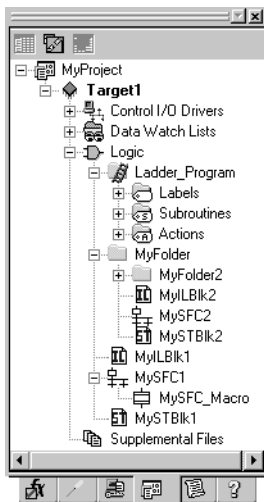 MyProject
Target1
Control I/O Drivers
Data Watch Lists
Logic
Ladder_Program
Labels
Subroutines
Actions
MyFolder
MyFolder2
MyILBlk2
MySFC2
MySTBlk2
MyILBlk1
MySFC1
MySFC_Macro
MySTBlk1
Supplemental Files